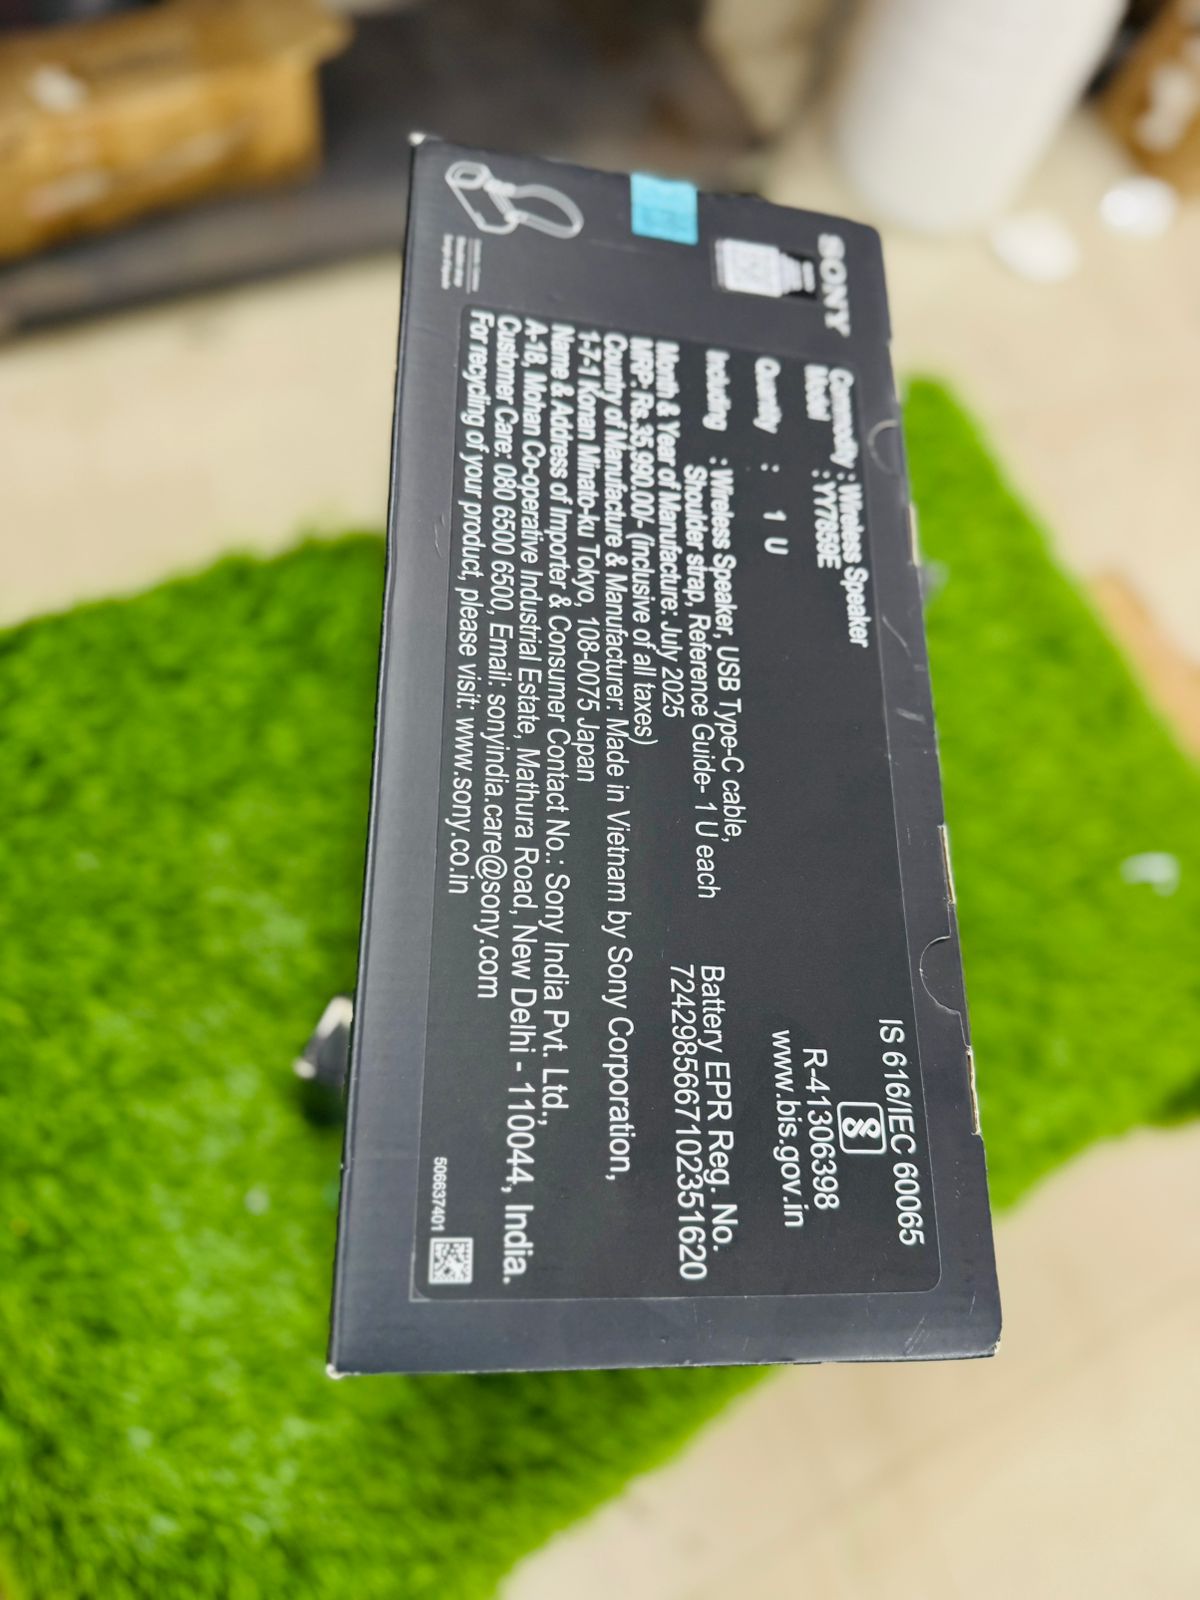 SONY
Commodity : Wireless Speaker
Model : YY7859E
Quantity : 1 U
Including : Wireless Speaker, USB Type-C cable,
Shoulder strap, Reference Guide- 1 U each
Month & Year of Manufacture: July 2025
MRP: Rs.35,990.00/- (inclusive of all taxes)
Country of Manufacture & Manufacturer: Made in Vietnam by Sony Corporation,
1-7-1 Konan Minato-ku Tokyo, 108-0075 Japan
Name & Address of Importer & Consumer Contact No.: Sony India Pvt. Ltd.,
A-18, Mohan Co-operative Industrial Estate, Mathura Road, New Delhi - 110044, India.
Customer Care: 080 6500 6500, Email: sonyindia.care@sony.com
For recycling of your product, please visit: www.sony.co.in
IS 616/IEC 60065
R-41306398
www.bis.gov.in
Battery EPR Reg. No.
7242985667102351620
506637401